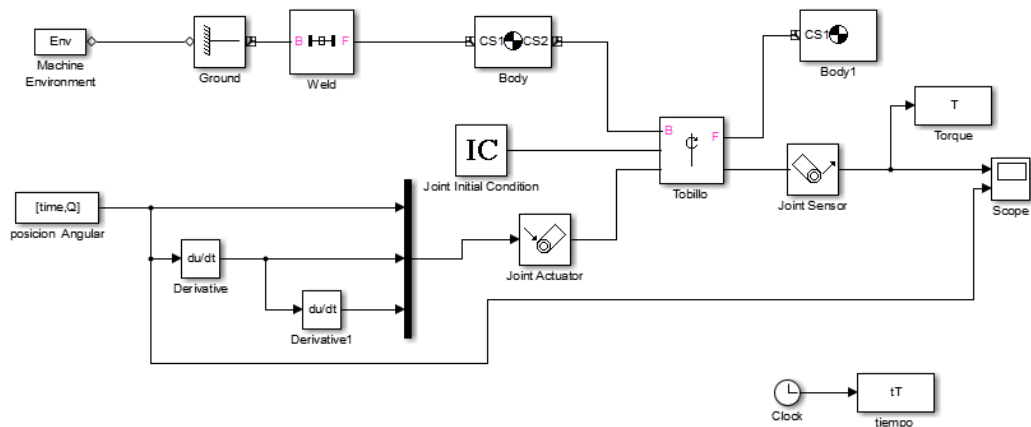 Env
Machine
Environment
Ground
B
F
Weld
CS1
CS2
Body
CS1
Body1
T
Torque
IC
Joint Initial Condition
B
F
Tobillo
Joint Sensor
Scope
[time,Q]
posicion Angular
du/dt
Derivative
du/dt
Derivative1
Joint Actuator
Clock
tT
tiempo